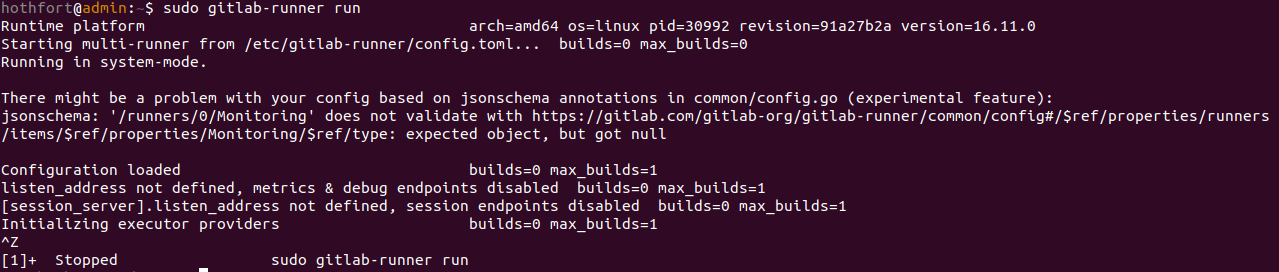 hothfort@admin:~$ sudo gitlab-runner run
Runtime platform                                    arch=amd64 os=linux pid=30992 revision=91a27b2a version=16.11.0
Starting multi-runner from /etc/gitlab-runner/config.toml...  builds=0 max_builds=0
Running in system-mode.

There might be a problem with your config based on jsonschema annotations in common/config.go (experimental feature):
jsonschema: '/runners/0/Monitoring' does not validate with https://gitlab.com/gitlab-org/gitlab-runner/common/config#/$ref/properties/runners
/items/$ref/properties/Monitoring/$ref/type: expected object, but got null

Configuration loaded                                builds=0 max_builds=1
listen_address not defined, metrics & debug endpoints disabled  builds=0 max_builds=1
[session_server].listen_address not defined, session endpoints disabled  builds=0 max_builds=1
Initializing executor providers                     builds=0 max_builds=1
^Z
[1]+  Stopped                 sudo gitlab-runner run